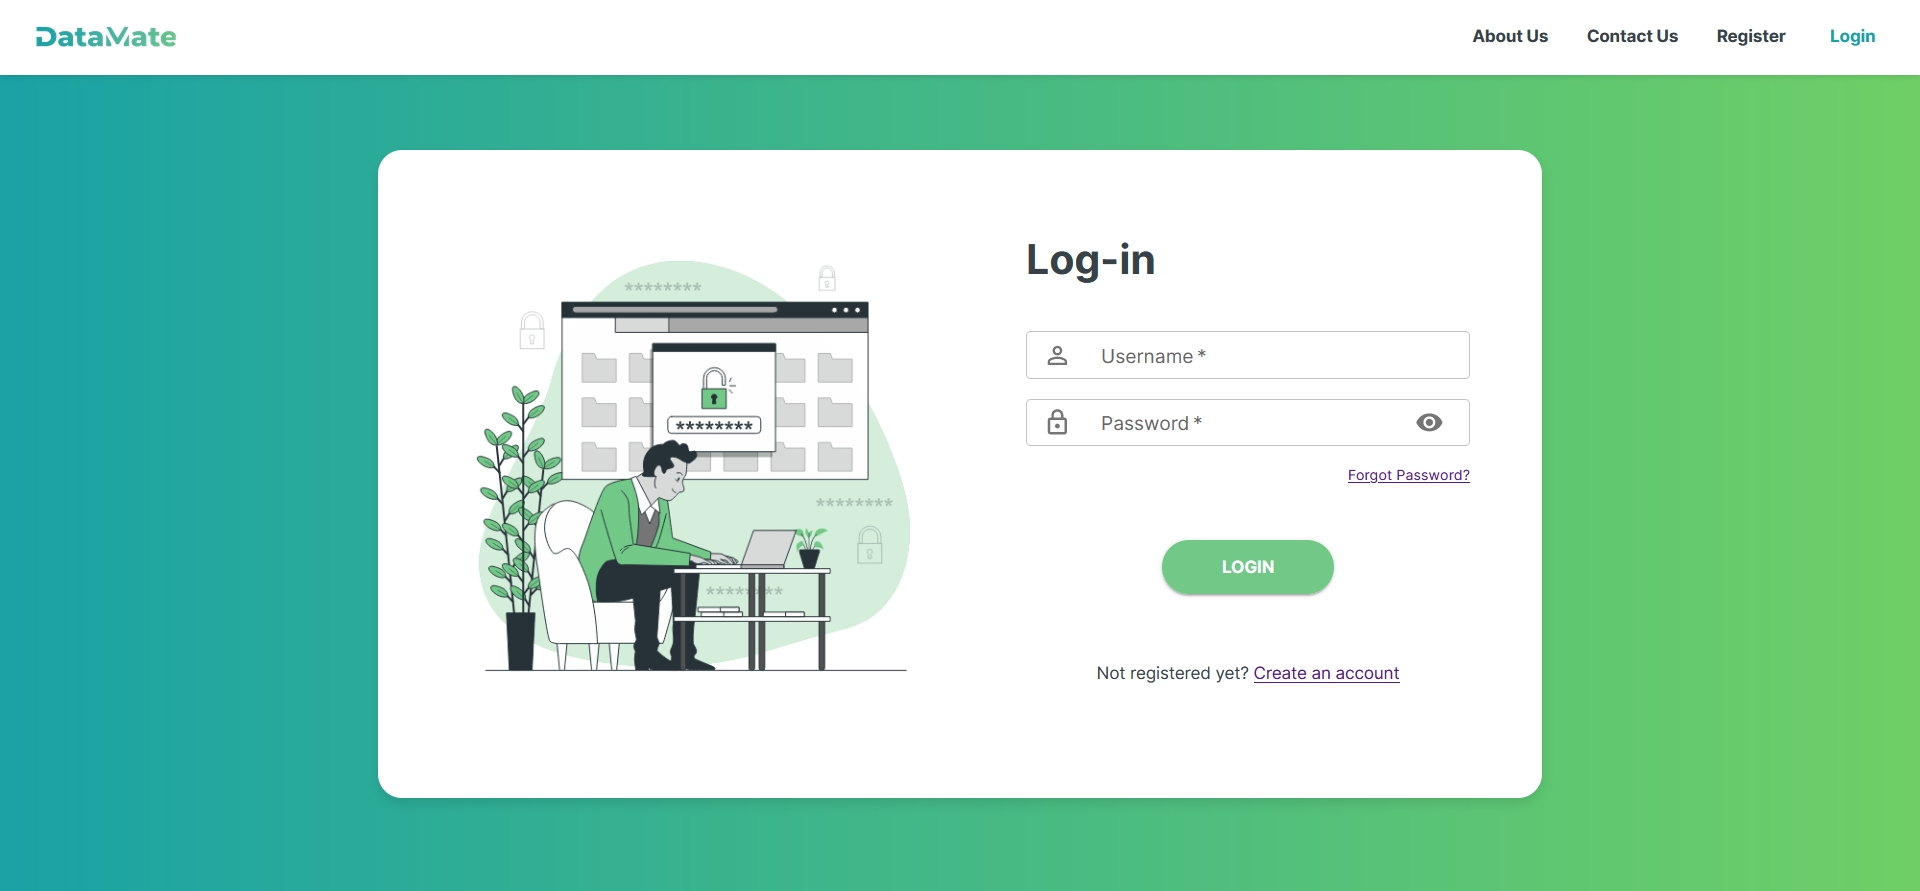 DataMate
About Us Contact Us Register Login
Log-in
********
Username *
********
Password *
Forgot Password?
********
LOGIN
********
Not registered yet? Create an account